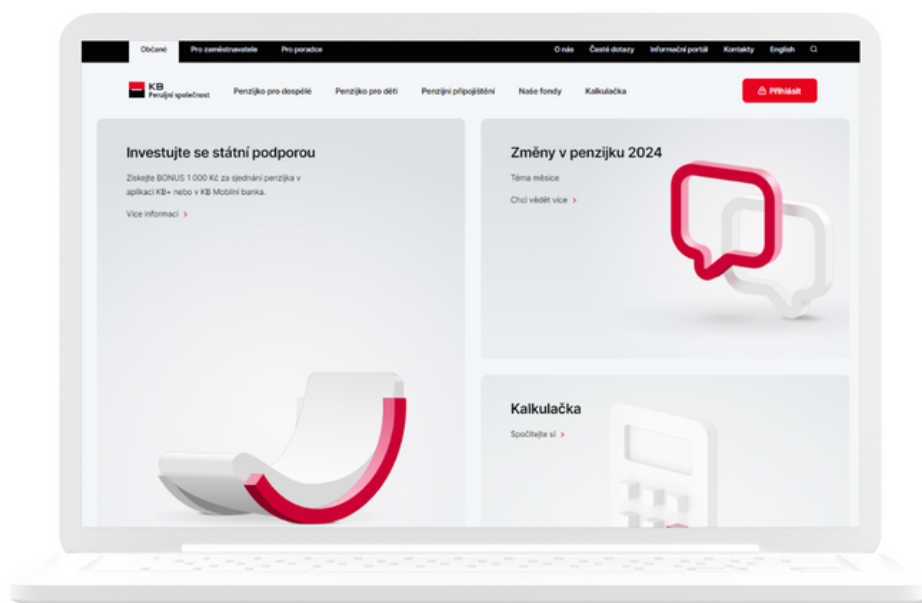 Občané Pro zaměstnavatele Pro poradce O nás Časté dotazy Informační portál Kontakty English
KB
Penzijní společnost
Penzijko pro dospělé Penzijko pro děti Penzijní připojištění Naše fondy Kalkulačka
Přihlásit
Investujte se státní podporou
Získejte BONUS 1 000 Kč za sjednání penzijka v
aplikaci KB+ nebo v KB Mobilní banka.
Více informací
Změny v penzijku 2024
Téma měsíce
Chci vědět více
Kalkulačka
Spočítejte si